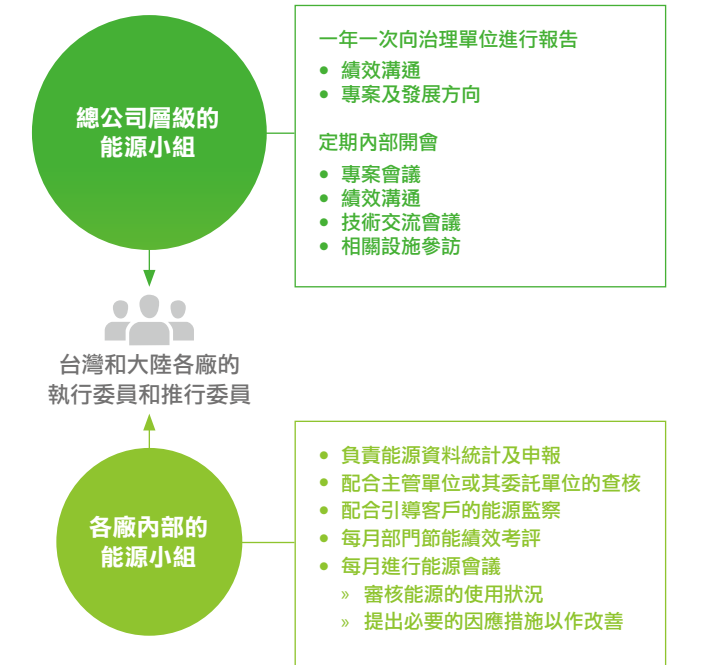 總公司層級的
能源小組
一年一次向治理單位進行報告
• 績效溝通
• 專案及發展方向
定期內部開會
• 專案會議
• 績效溝通
• 技術交流會議
• 相關設施參訪
台灣和大陸各廠的
執行委員和推行委員
各廠內部的
能源小組
• 負責能源資料統計及申報
• 配合主管單位或其委託單位的查核
• 配合引導客戶的能源監察
• 每月部門節能績效考評
• 每月進行能源會議
» 審核能源的使用狀況
» 提出必要的因應措施以作改善